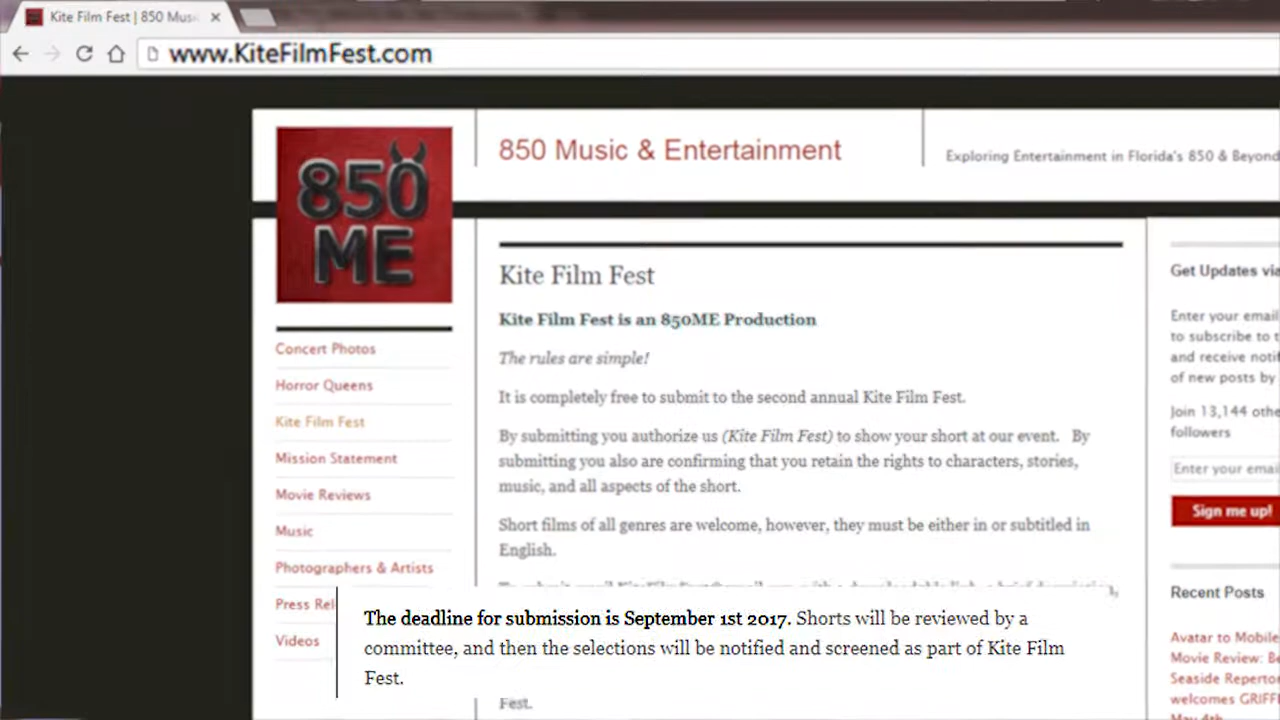 Kite Film Fest | 850 Musi
www.KiteFilmFest.com
850
ME
850 Music & Entertainment
Exploring Entertainment in Florida's 850 & Beyond
Concert Photos
Horror Queens
Kite Film Fest
Mission Statement
Movie Reviews
Music
Photographers & Artists
Press Rel
Videos
Kite Film Fest
Kite Film Fest is an 850ME Production
The rules are simple!
It is completely free to submit to the second annual Kite Film Fest.
By submitting you authorize us (Kite Film Fest) to show your short at our event. By
submitting you also are confirming that you retain the rights to characters, stories,
music, and all aspects of the short.
Short films of all genres are welcome, however, they must be either in or subtitled in
English.
The deadline for submission is September 1st 2017. Shorts will be reviewed by a
committee, and then the selections will be notified and screened as part of Kite Film
Fest.
Fest.
Get Updates via
Enter your email
to subscribe to t
and receive notif
of new posts by
Join 13,144 othe
followers
Enter your email
Sign me up!
Recent Posts
Avatar to Mobile
Movie Review: Be
Seaside Repertor
welcomes GRIFF
May 4th